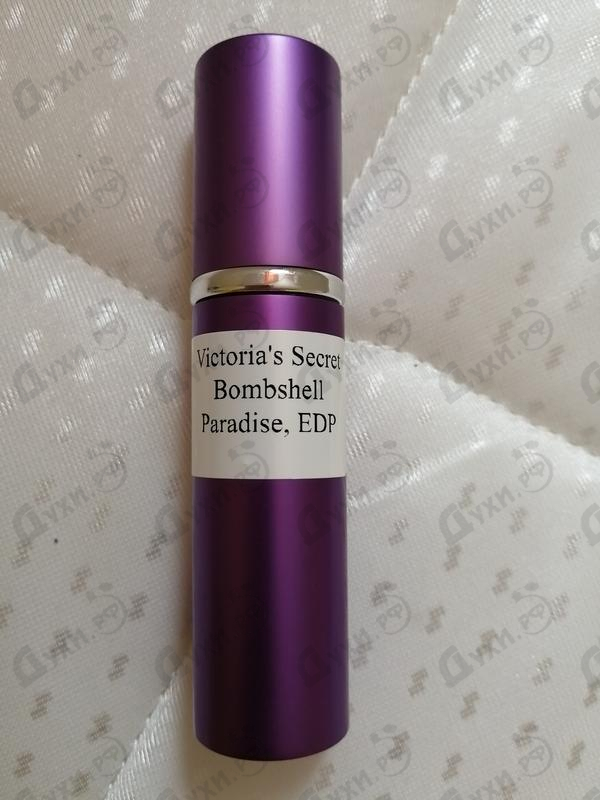 Victoria's Secret
Bombshell
Paradise, EDP
Духи.рф